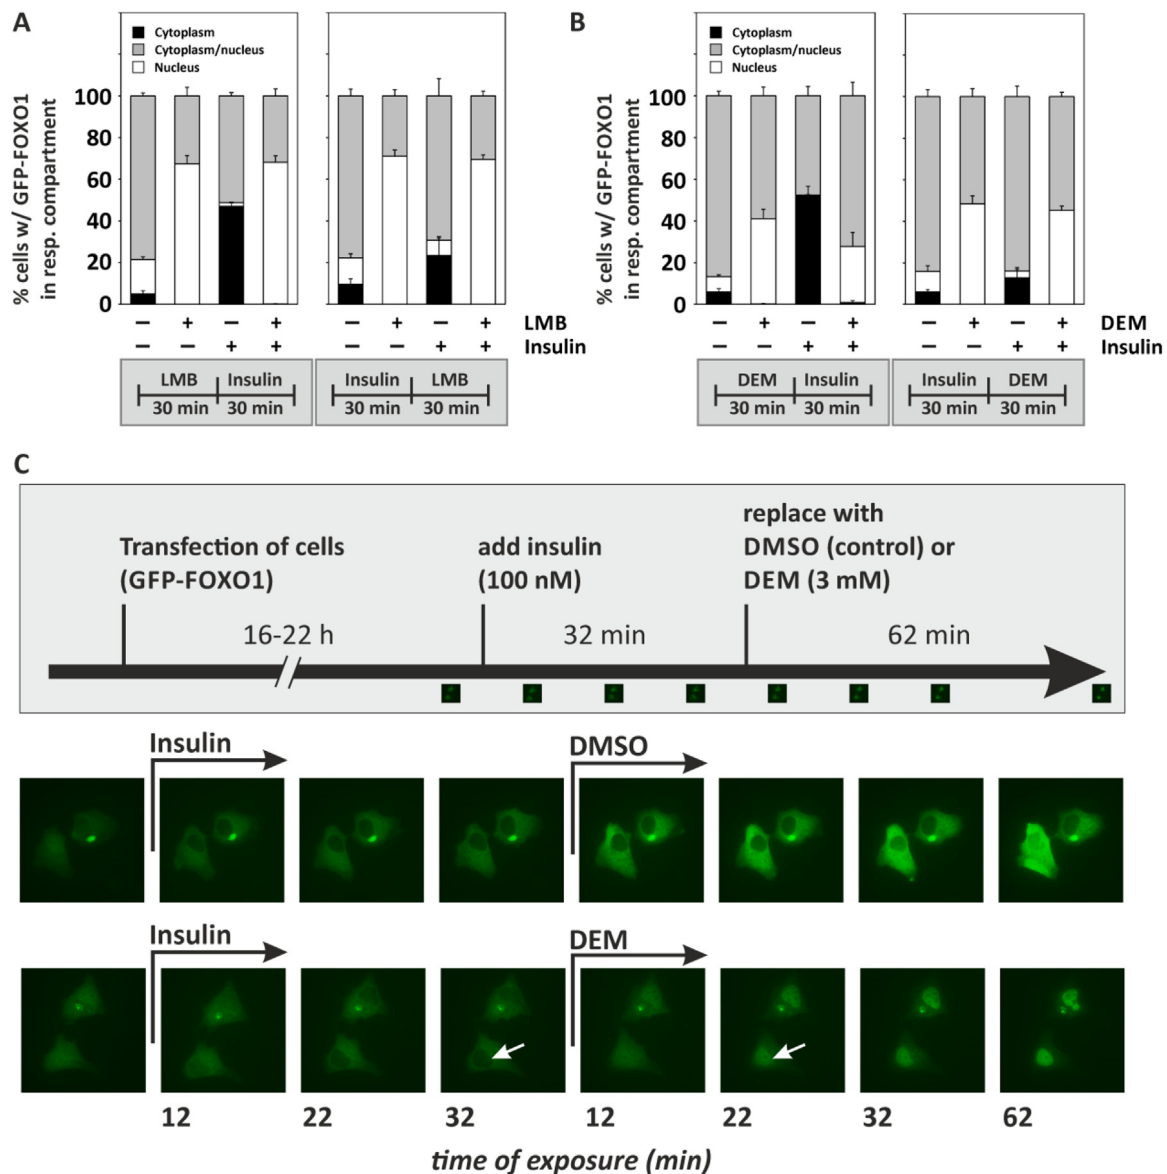 A
B
Cytoplasm
Cytoplasm/nucleus
Nucleus
Cytoplasm
Cytoplasm/nucleus
Nucleus
% cells w/ GFP-FOXO1
in resp. compartment
100
80
60
40
20
0
% cells w/ GFP-FOXO1
in resp. compartment
100
80
60
40
20
0
− + − + − + − + LMB
− − + + − − + + Insulin
− + − + − + − + DEM
− − + + − − + + Insulin
LMB Insulin
30 min 30 min
Insulin LMB
30 min 30 min
DEM Insulin
30 min 30 min
Insulin DEM
30 min 30 min
C
Transfection of cells
(GFP-FOXO1)
add insulin
(100 nM)
replace with
DMSO (control) or
DEM (3 mM)
16-22 h
32 min
62 min
Insulin
DMSO
Insulin
DEM
12 22 32 12 22 32 62
time of exposure (min)